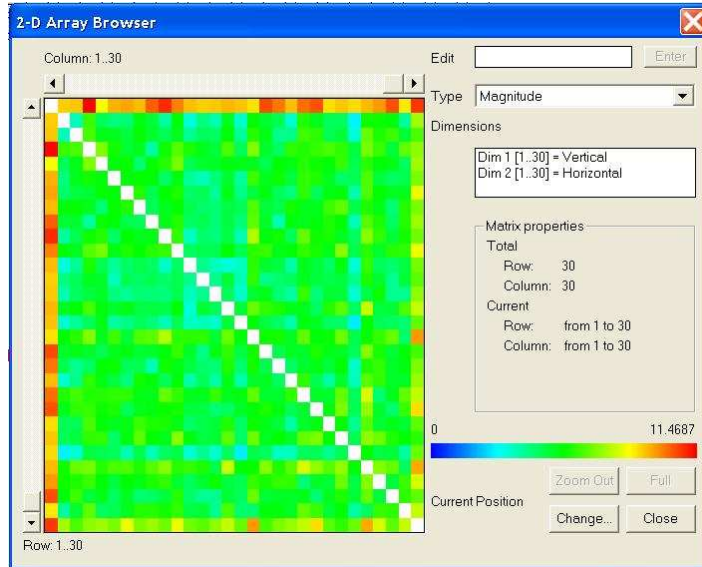 2-D Array Browser
Column: 1..30
Edit
Enter
Type Magnitude
Dimensions
Dim 1 [1..30] = Vertical
Dim 2 [1..30] = Horizontal
Matrix properties
Total
Row: 30
Column: 30
Current
Row: from 1 to 30
Column: from 1 to 30
0 11.4687
Zoom Out Full
Current Position
Change... Close
Row: 1..30